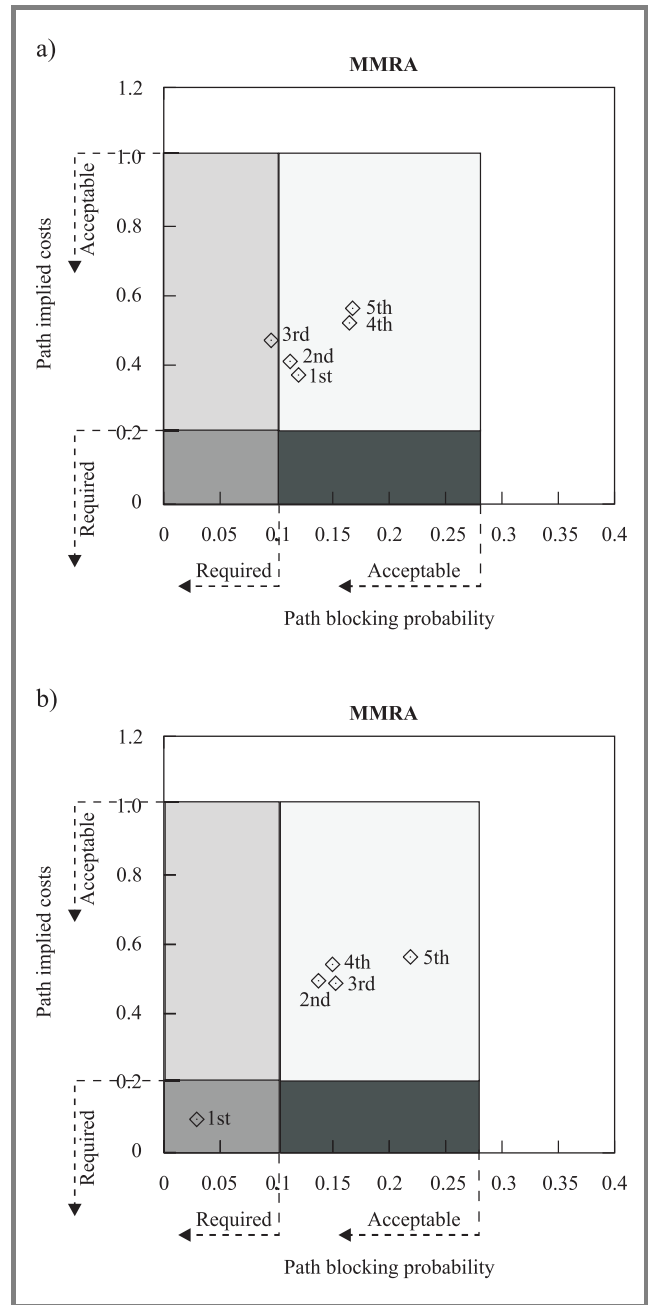 a)
MMRA
1.2
1.0
0.8
0.6
0.4
0.2
0
Path implied costs
Acceptable
Required
5th
4th
3rd
2nd
1st
0 0.05 0.1 0.15 0.2 0.25 0.3 0.35 0.4
Required Acceptable
Path blocking probability
b)
MMRA
1.2
1.0
0.8
0.6
0.4
0.2
0
Path implied costs
Acceptable
Required
4th 5th
3rd
2nd
1st
0 0.05 0.1 0.15 0.2 0.25 0.3 0.35 0.4
Required Acceptable
Path blocking probability